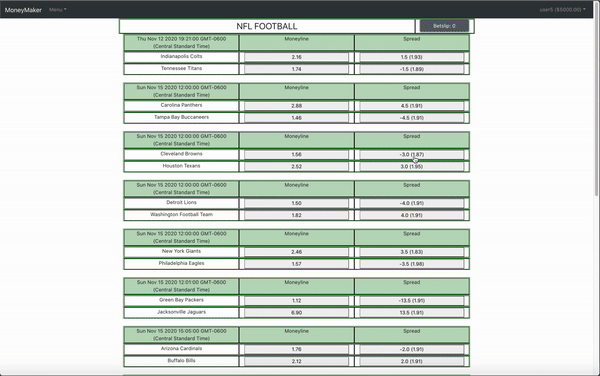 MoneyMaker Menu user5 ($5000.00)
NFL FOOTBALL Betslip: 0
Thu Nov 12 2020 19:21:00 GMT-0600 Moneyline Spread
(Central Standard Time)
Indianapolis Colts 2.16 1.5 (1.93)
Tennessee Titans 1.74 -1.5 (1.89)
Sun Nov 15 2020 12:00:00 GMT-0600 Moneyline Spread
(Central Standard Time)
Carolina Panthers 2.88 4.5 (1.91)
Tampa Bay Buccaneers 1.46 -4.5 (1.91)
Sun Nov 15 2020 12:00:00 GMT-0600 Moneyline Spread
(Central Standard Time)
Cleveland Browns 1.56 -3.0 (1.87)
Houston Texans 2.52 3.0 (1.95)
Sun Nov 15 2020 12:00:00 GMT-0600 Moneyline Spread
(Central Standard Time)
Detroit Lions 1.50 -4.0 (1.91)
Washington Football Team 1.82 4.0 (1.91)
Sun Nov 15 2020 12:00:00 GMT-0600 Moneyline Spread
(Central Standard Time)
New York Giants 2.46 3.5 (1.83)
Philadelphia Eagles 1.57 -3.5 (1.98)
Sun Nov 15 2020 12:01:00 GMT-0600 Moneyline Spread
(Central Standard Time)
Green Bay Packers 1.12 -13.5 (1.91)
Jacksonville Jaguars 6.90 13.5 (1.91)
Sun Nov 15 2020 15:05:00 GMT-0600 Moneyline Spread
(Central Standard Time)
Arizona Cardinals 1.76 -2.0 (1.91)
Buffalo Bills 2.12 2.0 (1.91)